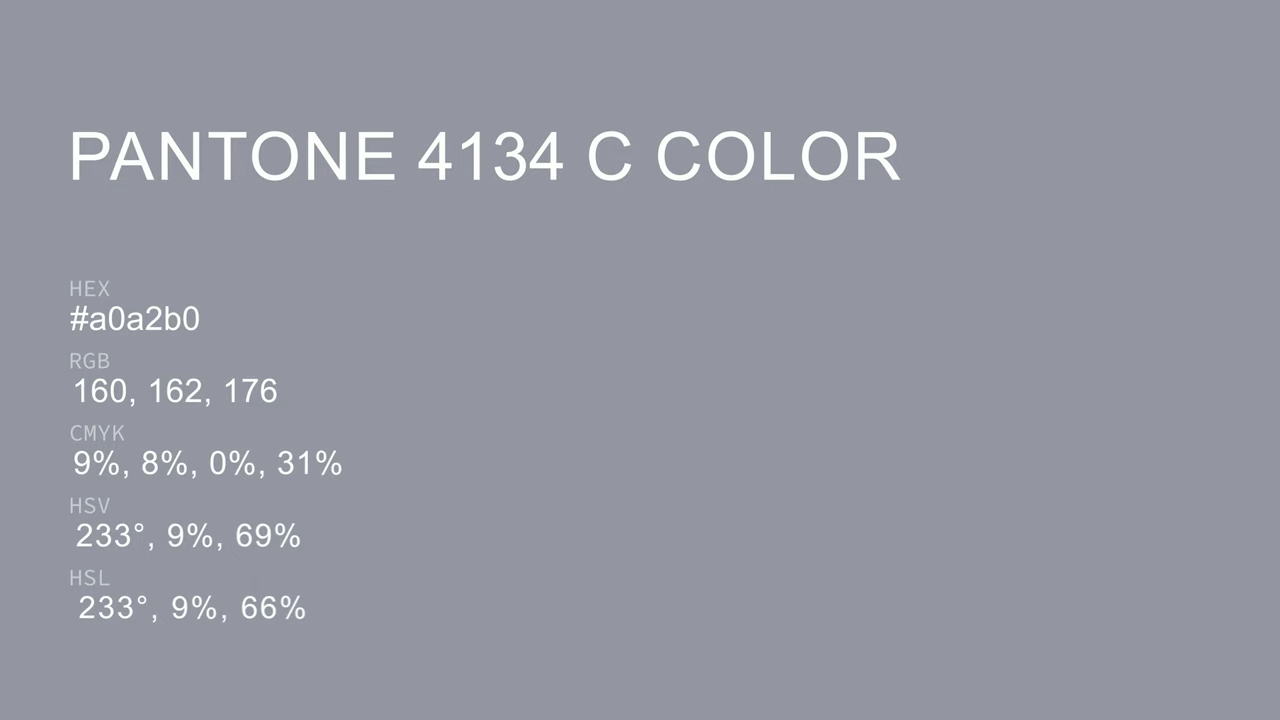 PANTONE 4134 C COLOR
HEX
#a0a2b0
RGB
160, 162, 176
CMYK
9%, 8%, 0%, 31%
HSV
233°, 9%, 69%
HSL
233°, 9%, 66%